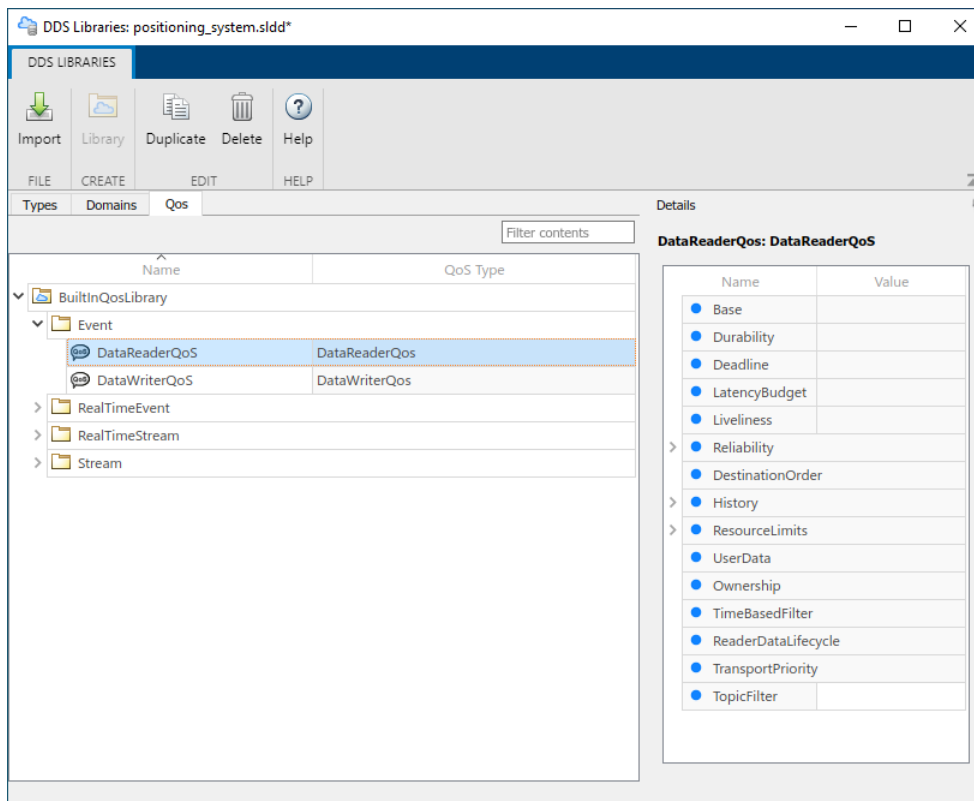 DDS Libraries: positioning_system.sldd*
DDS LIBRARIES
Import Library Duplicate Delete Help
FILE CREATE EDIT HELP
Types Domains Qos
Filter contents
Name QoS Type
BuiltInQosLibrary
Event
DataReaderQoS DataReaderQos
DataWriterQoS DataWriterQos
RealTimeEvent
RealTimeStream
Stream
Details
DataReaderQos: DataReaderQoS
Name Value
Base
Durability
Deadline
LatencyBudget
Liveliness
Reliability
DestinationOrder
History
ResourceLimits
UserData
Ownership
TimeBasedFilter
ReaderDataLifecycle
TransportPriority
TopicFilter